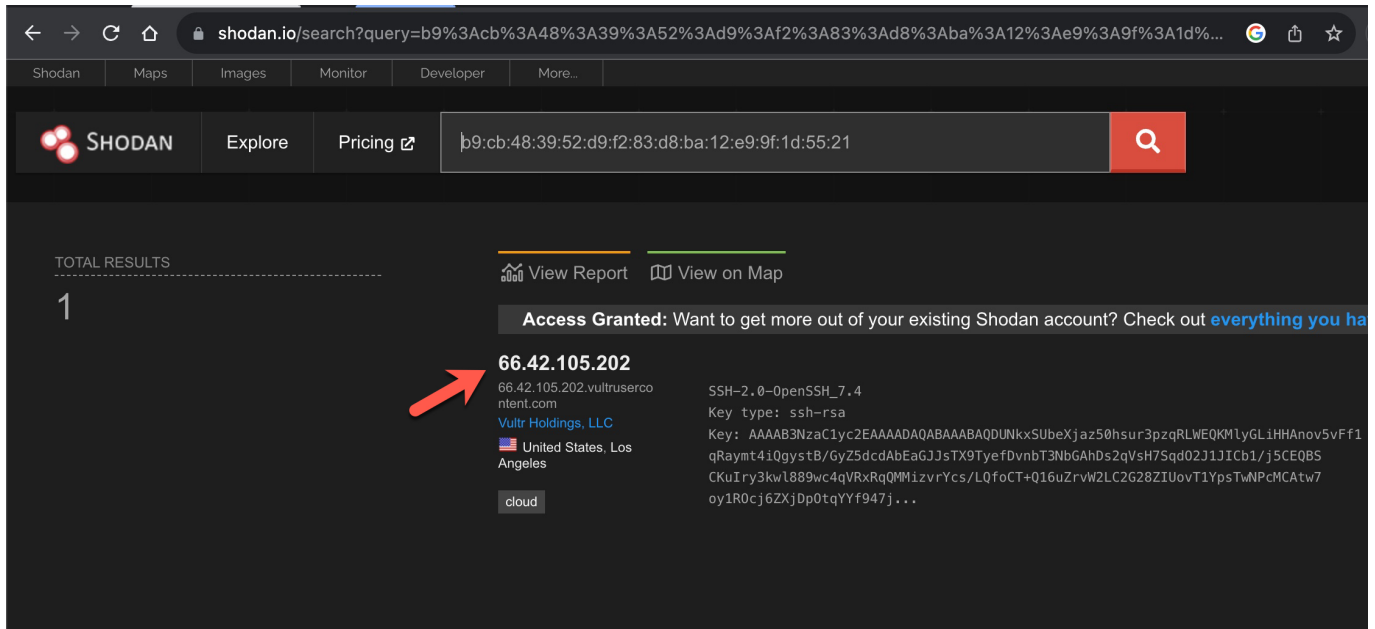 shodan.io/search?query=b9%3Acb%3A48%3A39%3A52%3Ad9%3Af2%3A83%3Ad8%3Aba%3A12%3Ae9%3A9f%3A1d%...
Shodan Maps Images Monitor Developer More...
SHODAN Explore Pricing b9:cb:48:39:52:d9:f2:83:d8:ba:12:e9:9f:1d:55:21
TOTAL RESULTS
1
View Report View on Map
Access Granted: Want to get more out of your existing Shodan account? Check out everything you ha
66.42.105.202
66.42.105.202.vultruserco
ntent.com
Vultr Holdings, LLC
United States, Los
Angeles
cloud
SSH-2.0-OpenSSH_7.4
Key type: ssh-rsa
Key: AAAAB3NzaC1yc2EAAAADAQABAAABAQDUNkxSUbeXjaz50hsur3pzqRLWEQKMlyGLiHHAnov5vFf1
qRaymt4iQgystB/GyZ5dcdAbEaGJJsTX9TyefDvnbT3NbGAhDs2qVsH7SqdO2J1JICb1/j5CEQBS
CKuIry3kwl889wc4qVRxRqQMMizvrYcs/LQfoCT+Q16uZrvW2LC2G28ZIUovT1YpsTwNPcMCAtw7
oy1ROcj6ZXjDpOtqYYf947j...